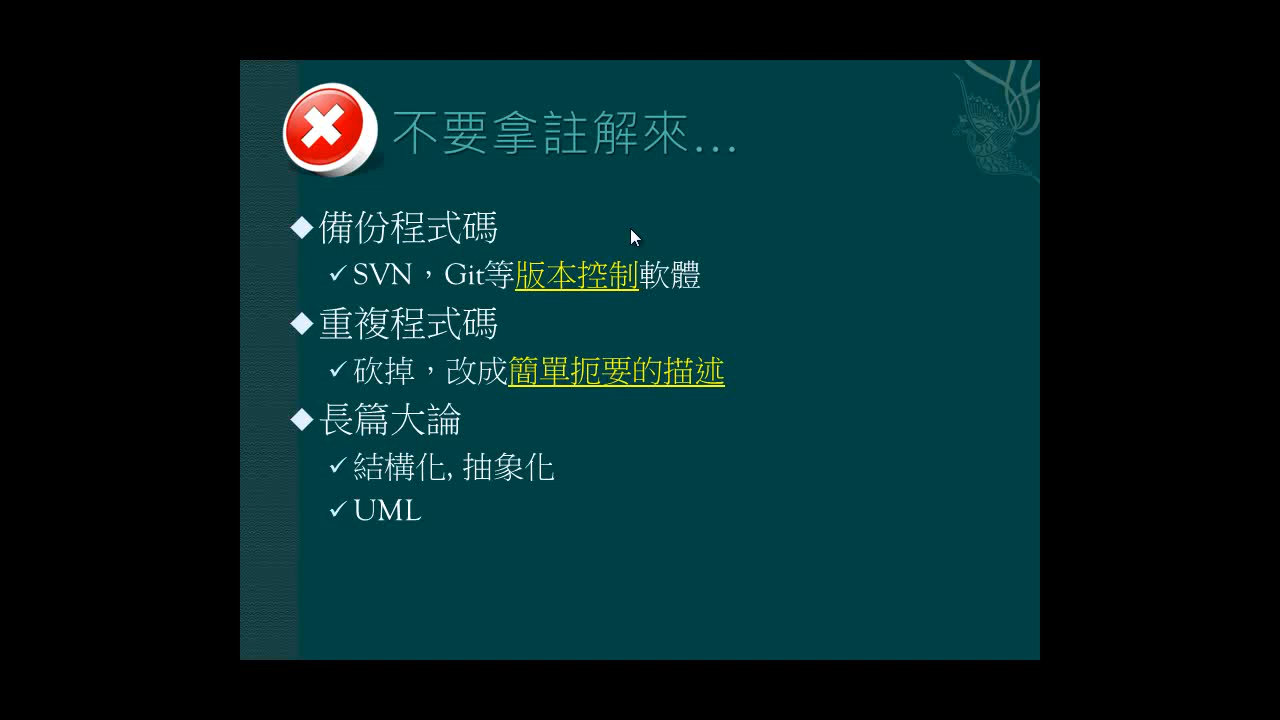 不要拿註解來...
備份程式碼
SVN，Git等版本控制軟體
重複程式碼
砍掉，改成簡單扼要的描述
長篇大論
結構化, 抽象化
UML